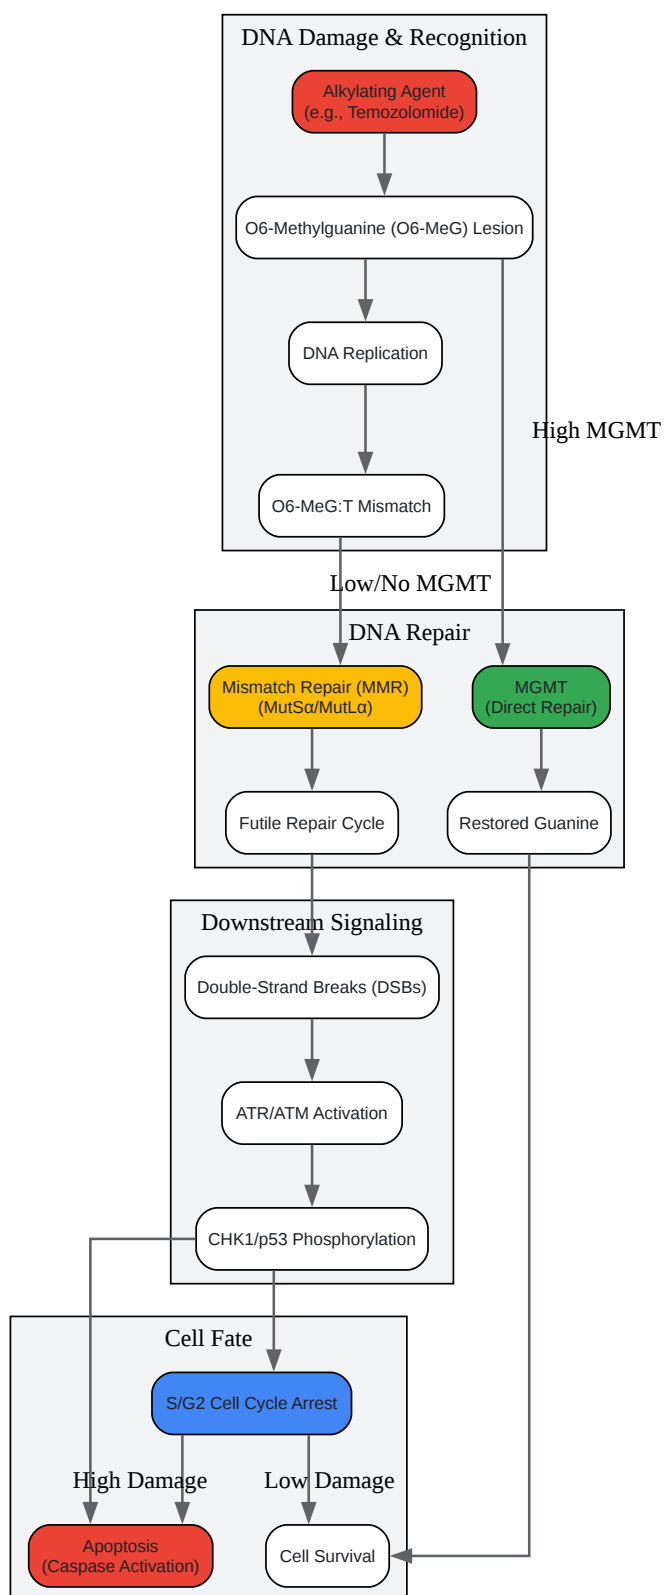 DNA Damage & Recognition
Alkylating Agent
(e.g., Temozolomide)
O6-Methylguanine (O6-MeG) Lesion
DNA Replication
High MGMT
O6-MeG:T Mismatch
Low/No MGMT
DNA Repair
Mismatch Repair (MMR)
(MutSα/MutLα)
MGMT
(Direct Repair)
Futile Repair Cycle
Restored Guanine
Downstream Signaling
Double-Strand Breaks (DSBs)
ATR/ATM Activation
CHK1/p53 Phosphorylation
Cell Fate
S/G2 Cell Cycle Arrest
High Damage
Low Damage
Apoptosis
(Caspase Activation)
Cell Survival